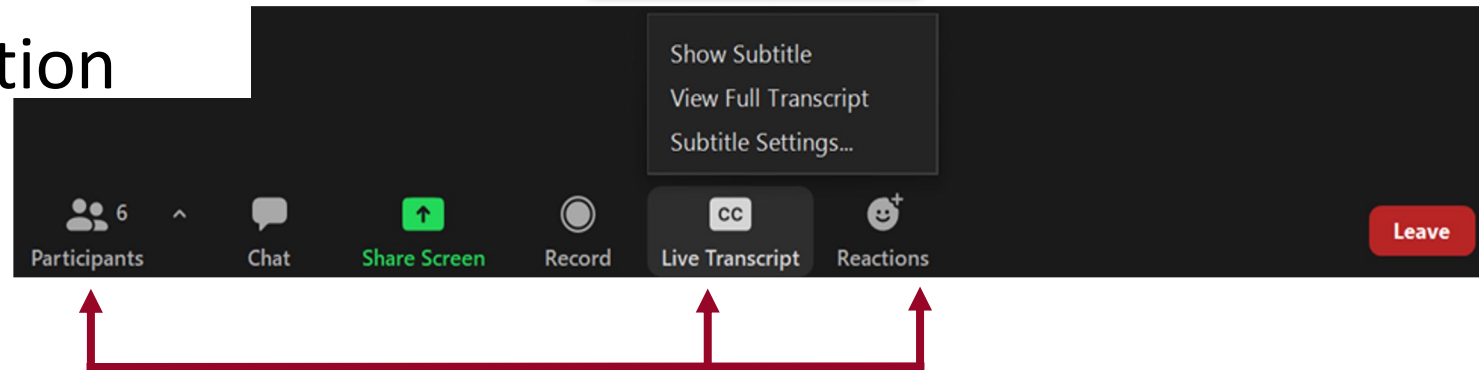 tion
Show Subtitle
View Full Transcript
Subtitle Settings...
6
CC
Participants
Chat
Share Screen
Record
Live Transcript
Reactions
Leave